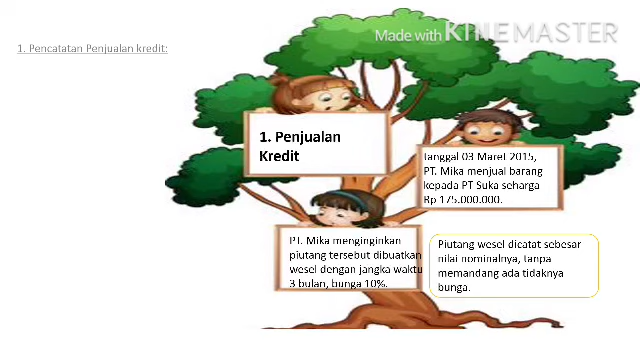 Made with KINEMASTER
1. Pencatatan Penjualan kredit:
1. Penjualan
Kredit
tanggal 03 Maret 2015,
PT. Mika menjual barang
kepada PT Suka seharga
Rp 175.000.000.
PT. Mika menginginkan
piutang tersebut dibuatkan
wesel dengan jangka waktu
3 bulan, bunga 10%.
Piutang wesel dicatat sebesar
nilai nominalnya, tanpa
memandang ada tidaknya
bunga.